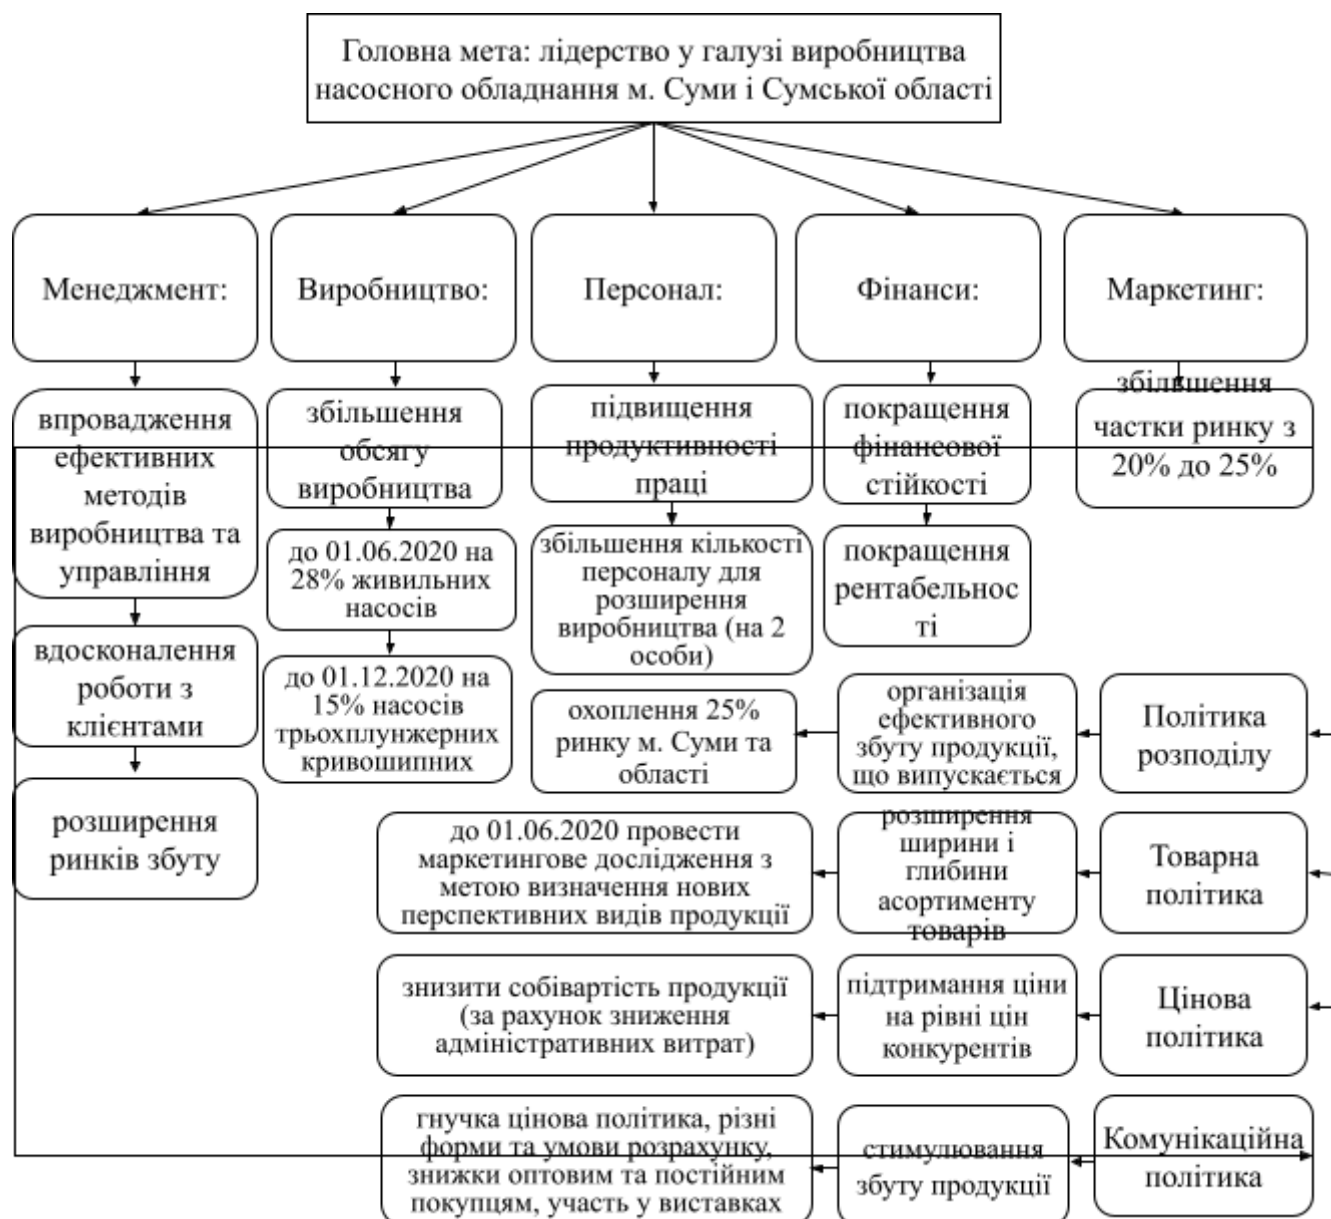 Головна мета: лідерство у галузі виробництва
насосного обладнання м. Суми і Сумської області
Менеджмент:
Виробництво:
Персонал:
Фінанси:
Маркетинг:
впровадження
ефективних
методів
виробництва та
управління
вдосконалення
роботи з
клієнтами
розширення
ринків збуту
збільшення
обсягу
виробництва
до 01.06.2020 на
28% живильних
насосів
до 01.12.2020 на
15% насосів
трьохплунжерних
кривошипних
підвищення
продуктивності
праці
збільшення кількості
персоналу для
розширення
виробництва (на 2
особи)
покращення
фінансової
стійкості
покращення
рентабельнос
ті
збільшення
частки ринку з
20% до 25%
Політика
розподілу
організація
ефективного
збуту продукції,
що випускається
охоплення 25%
ринку м. Суми та
області
Товарна
політика
розширення
ширини і
глибини
асортименту
товарів
до 01.06.2020 провести
маркетингове дослідження з
метою визначення нових
перспективних видів продукції
Цінова
політика
підтримання ціни
на рівні цін
конкурентів
знизити собівартість продукції
(за рахунок зниження
адміністративних витрат)
Комунікаційна
політика
стимулювання
збуту продукції
гнучка цінова політика, різні
форми та умови розрахунку,
знижки оптовим та постійним
покупцям, участь у виставках